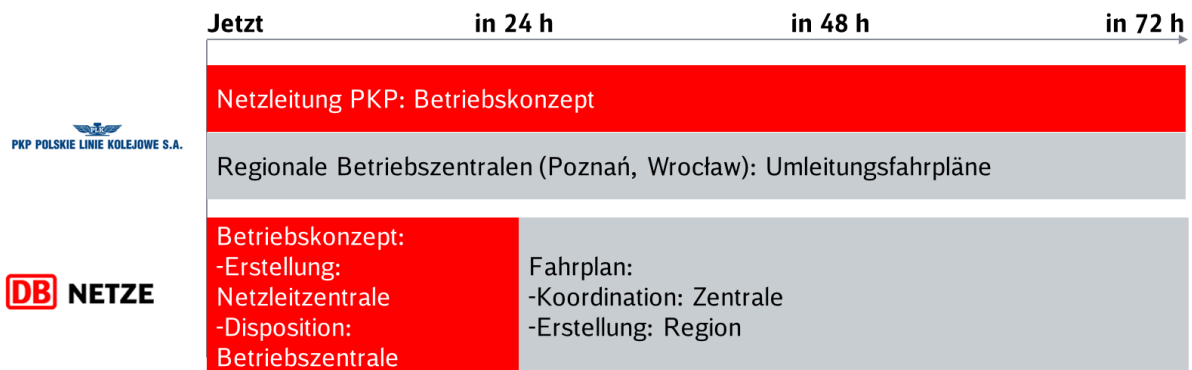 Jetzt in 24 h in 48 h in 72 h
Netzleitung PKP: Betriebskonzept
PLK
PKP POLSKIE LINIE KOLEJOWE S.A.
Regionale Betriebszentralen (Poznań, Wrocław): Umleitungsfahrpläne
Betriebskonzept:
-Erstellung:
Netzleitzentrale
-Disposition:
Betriebszentrale
Fahrplan:
-Koordination: Zentrale
-Erstellung: Region
DB NETZE